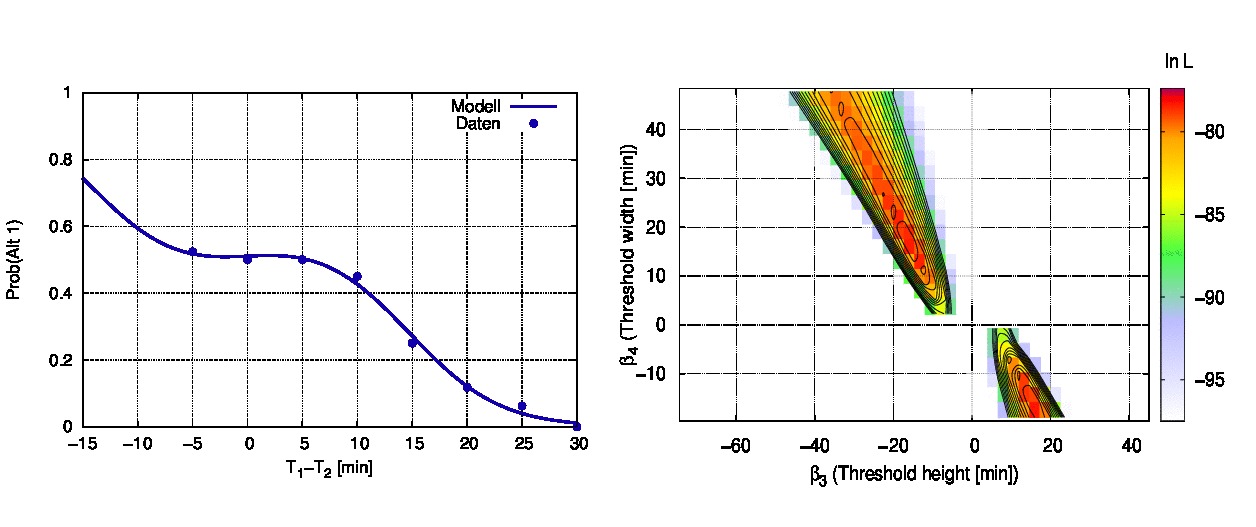 Modell
Daten
1
0.8
0.6
0.4
0.2
0
Prob(Alt 1)
−15 −10 −5 0 5 10 15 20 25 30
T₁−T₂ [min]
40
30
20
10
0
−10
β₄ (Threshold width [min])
−60 −40 −20 0 20 40
β₃ (Threshold height [min])
ln L
−80
−85
−90
−95